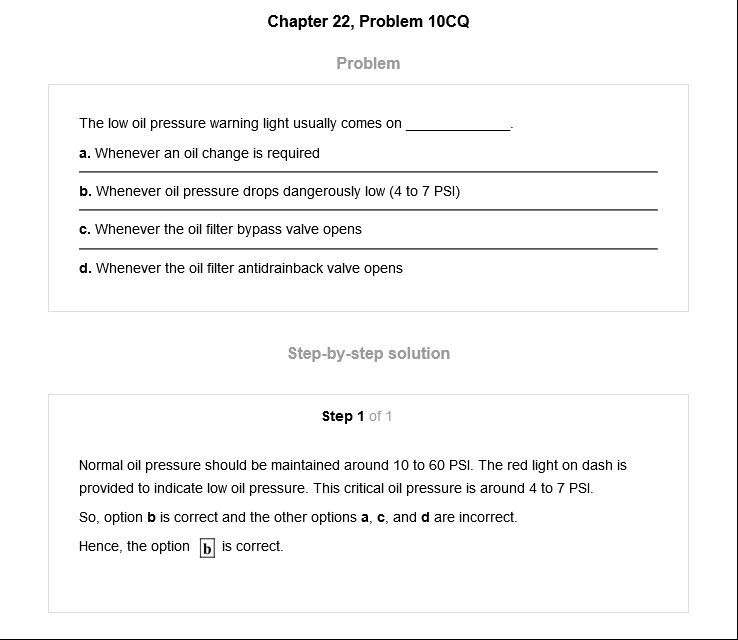 Chapter 22, Problem 10CQ
Problem
The low oil pressure warning light usually comes on _____________.
a. Whenever an oil change is required
b. Whenever oil pressure drops dangerously low (4 to 7 PSI)
c. Whenever the oil filter bypass valve opens
d. Whenever the oil filter antidrainback valve opens
Step-by-step solution
Step 1 of 1
Normal oil pressure should be maintained around 10 to 60 PSI. The red light on dash is
provided to indicate low oil pressure. This critical oil pressure is around 4 to 7 PSI.
So, option b is correct and the other options a, c, and d are incorrect.
Hence, the option b is correct.